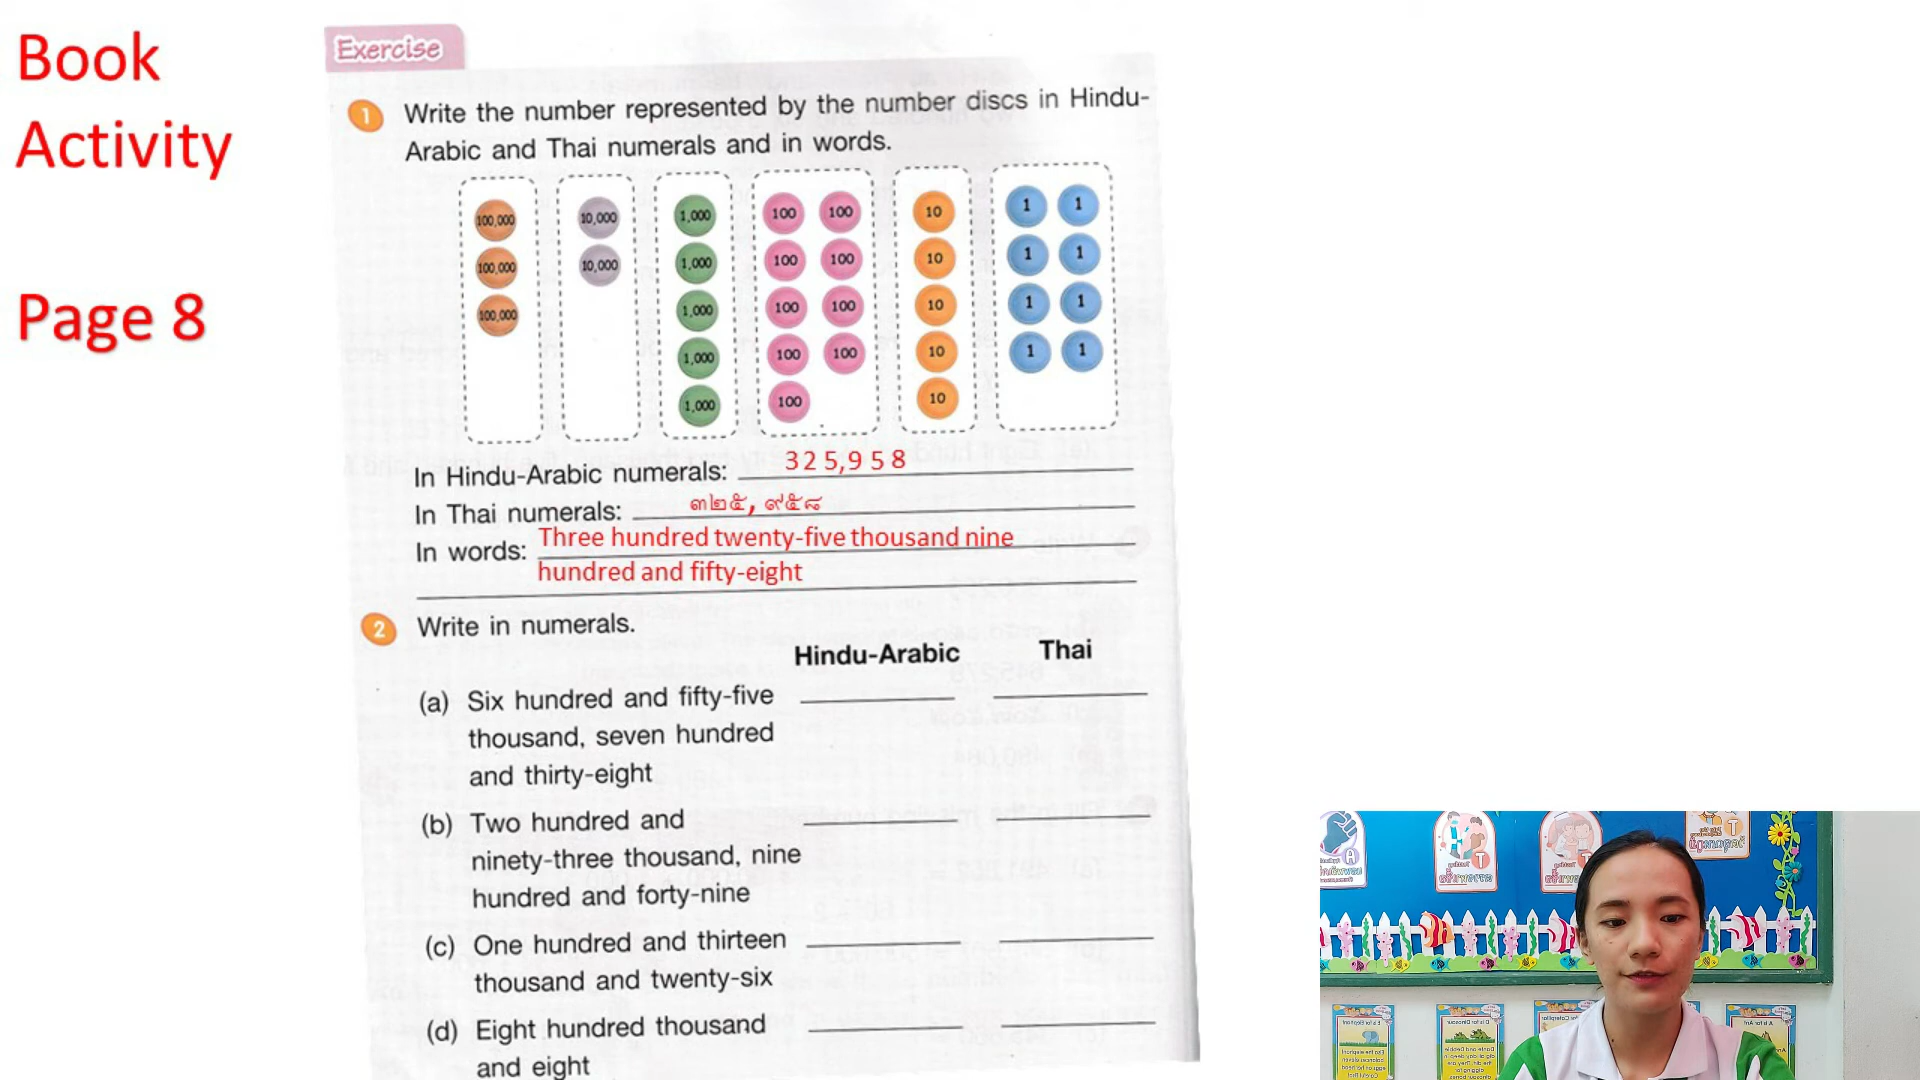 Book
Activity
Page 8
Exercise
1 Write the number represented by the number discs in Hindu-
Arabic and Thai numerals and in words.
100,000 10,000 1,000 100 100 10 1 1
100,000 10,000 1,000 100 100 10 1 1
100,000 1,000 100 100 10 1 1
1,000 100 100 10 1 1
1,000 100 10
In Hindu-Arabic numerals: 3 2 5,9 5 8
In Thai numerals: ๓๒๕, ๙๕๘
In words: Three hundred twenty-five thousand nine
hundred and fifty-eight
2 Write in numerals.
Hindu-Arabic Thai
(a) Six hundred and fifty-five
thousand, seven hundred
and thirty-eight
(b) Two hundred and
ninety-three thousand, nine
hundred and forty-nine
(c) One hundred and thirteen
thousand and twenty-six
(d) Eight hundred thousand
and eight